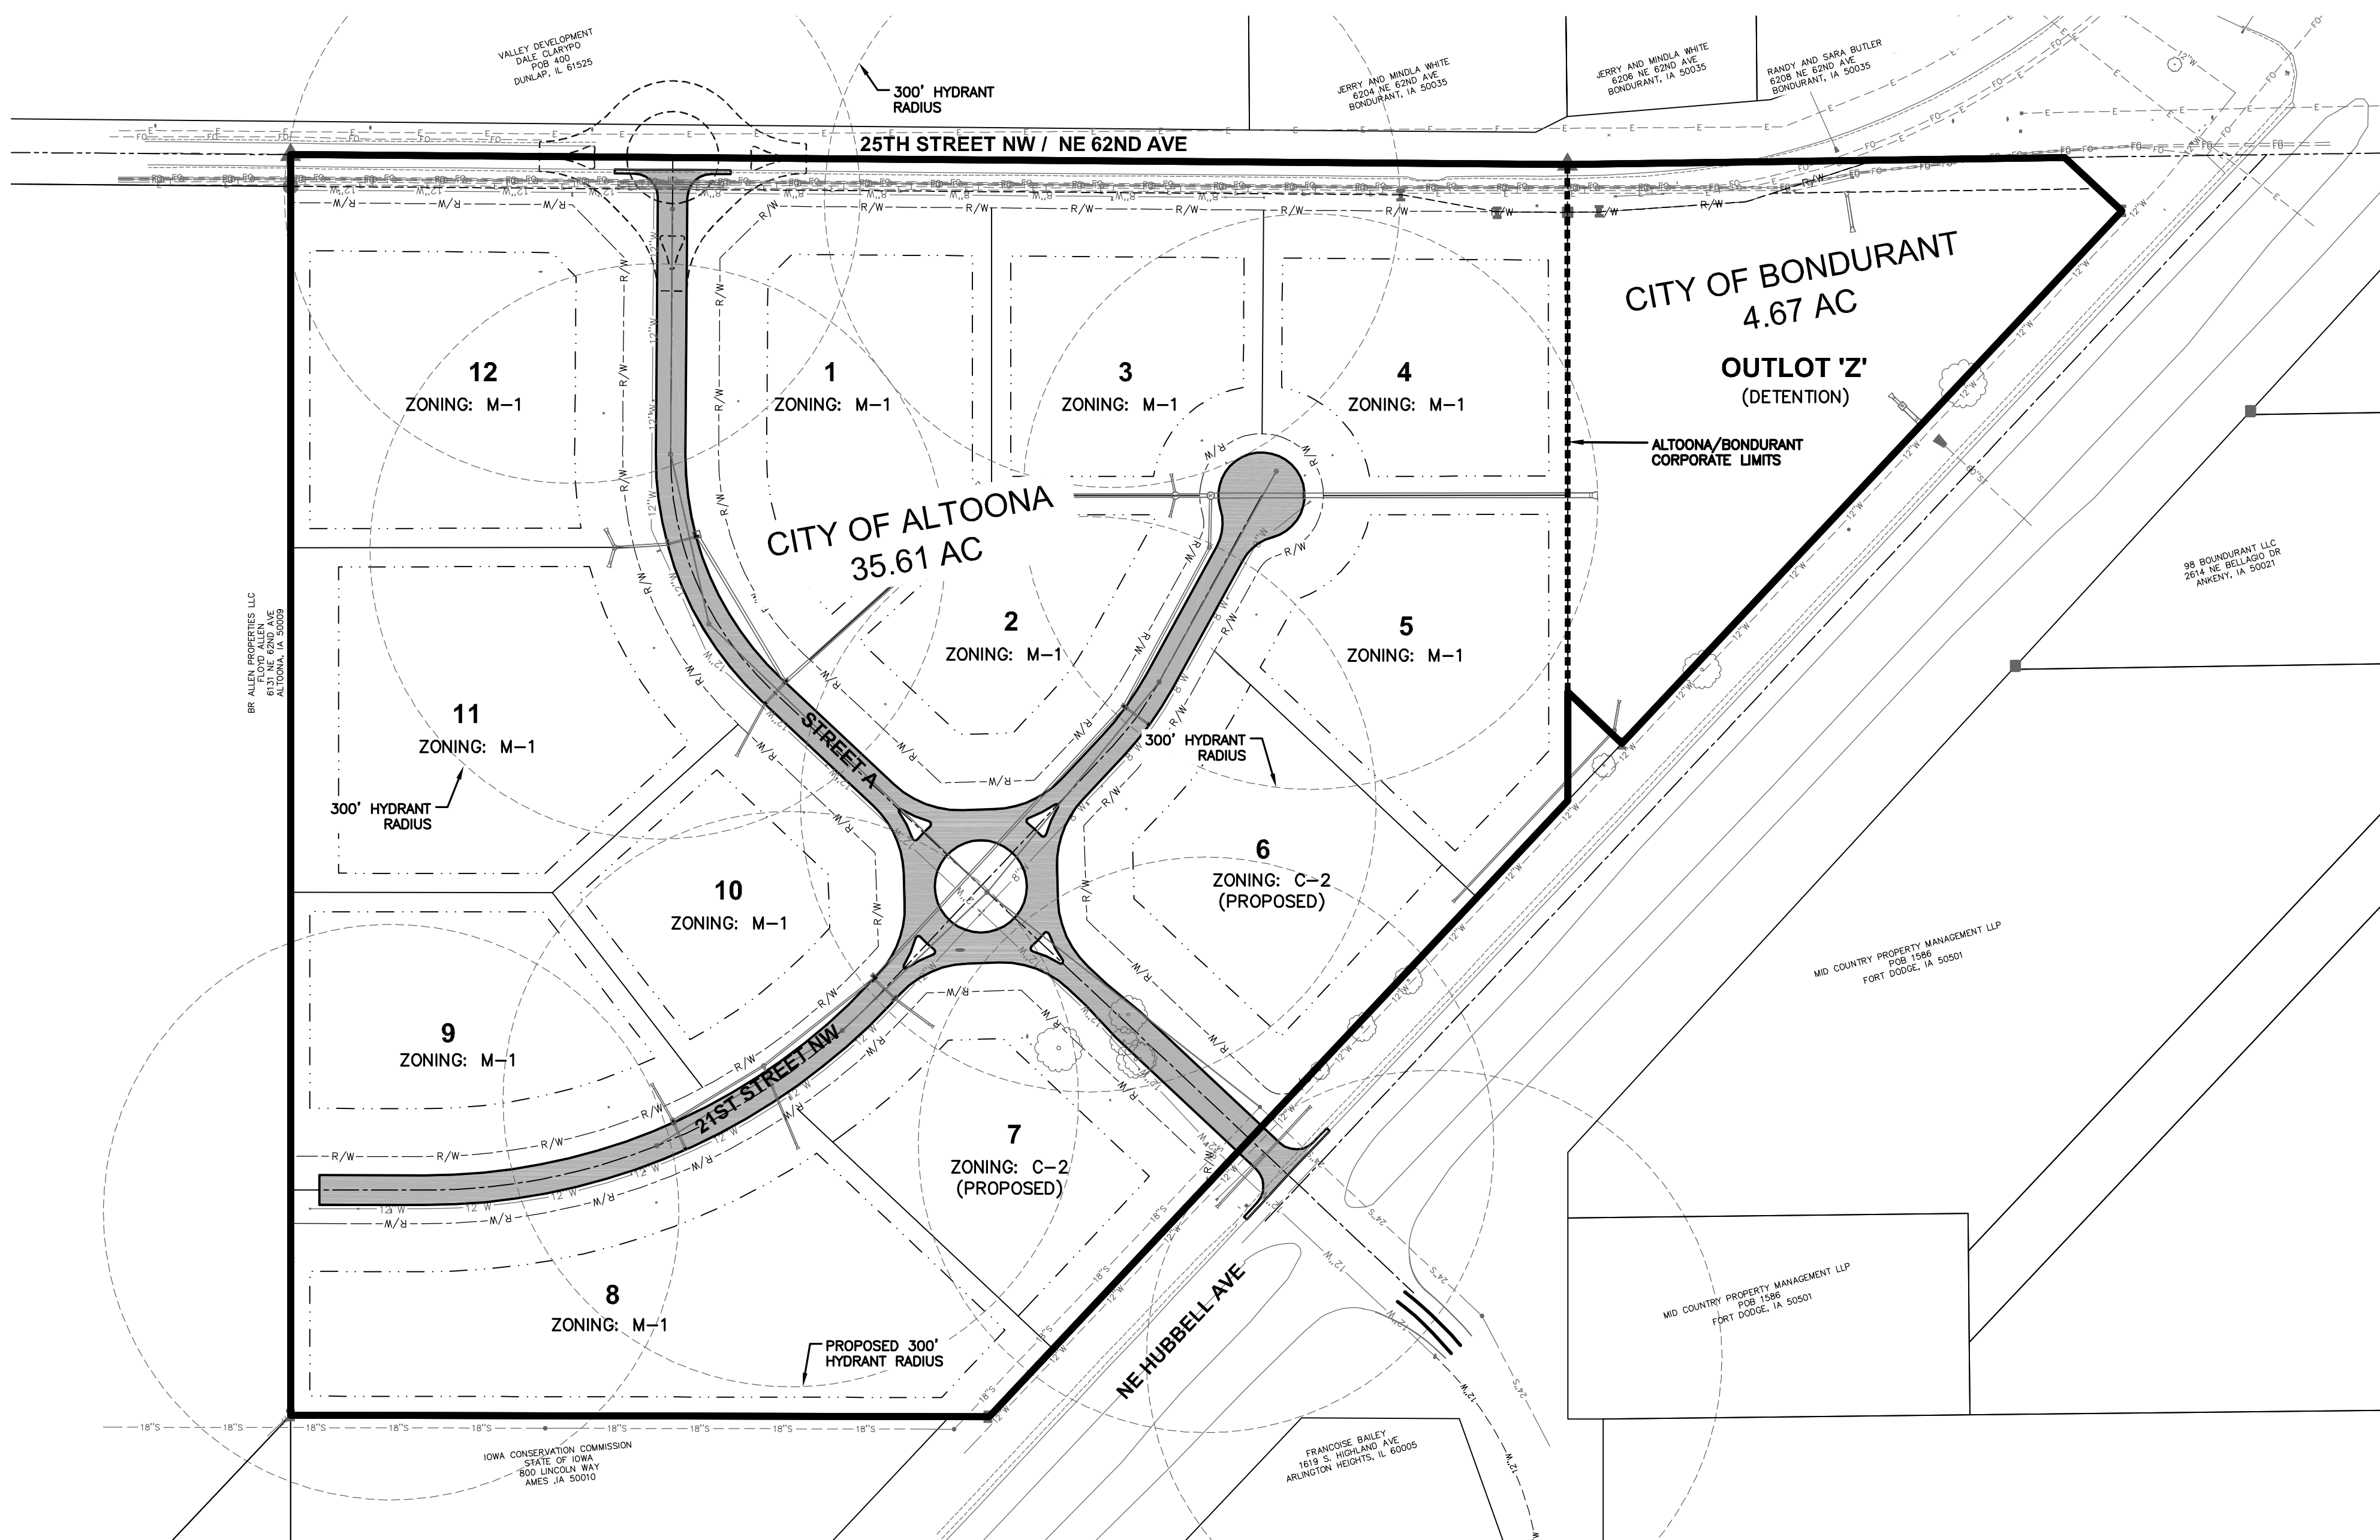 VALLEY DEVELOPMENT
DALE CLARYPO
POB 400
DUNLAP, IL 61525
300' HYDRANT
RADIUS
JERRY AND MINDLA WHITE
6204 NE 62ND AVE
BONDURANT, IA 50035
JERRY AND MINDLA WHITE
6206 NE 62ND AVE
BONDURANT, IA 50035
RANDY AND SARA BUTLER
6208 NE 62ND AVE
BONDURANT, IA 50035
25TH STREET NW / NE 62ND AVE
CITY OF BONDURANT
4.67 AC
OUTLOT 'Z'
(DETENTION)
ALTOONA/BONDURANT
CORPORATE LIMITS
12
ZONING: M-1
1
ZONING: M-1
3
ZONING: M-1
4
ZONING: M-1
CITY OF ALTOONA
35.61 AC
2
ZONING: M-1
5
ZONING: M-1
98 BOUNDURANT LLC
2614 NE BELLAGIO DR
ANKENY, IA 50021
BR ALLEN PROPERTIES LLC
FLOYD ALLEN
6131 NE 62ND AVE
ALTOONA, IA 50009
11
ZONING: M-1
300' HYDRANT
RADIUS
STREET A
300' HYDRANT
RADIUS
6
ZONING: C-2
(PROPOSED)
10
ZONING: M-1
MID COUNTRY PROPERTY MANAGEMENT LLP
POB 1586
FORT DODGE, IA 50501
9
ZONING: M-1
21ST STREET NW
7
ZONING: C-2
(PROPOSED)
8
ZONING: M-1
PROPOSED 300'
HYDRANT RADIUS
NE HUBBELL AVE
MID COUNTRY PROPERTY MANAGEMENT LLP
POB 1586
FORT DODGE, IA 50501
IOWA CONSERVATION COMMISSION
STATE OF IOWA
800 LINCOLN WAY
AMES ,IA 50010
FRANCOISE BAILEY
1619 S. HIGHLAND AVE
ARLINGTON HEIGHTS, IL 60005